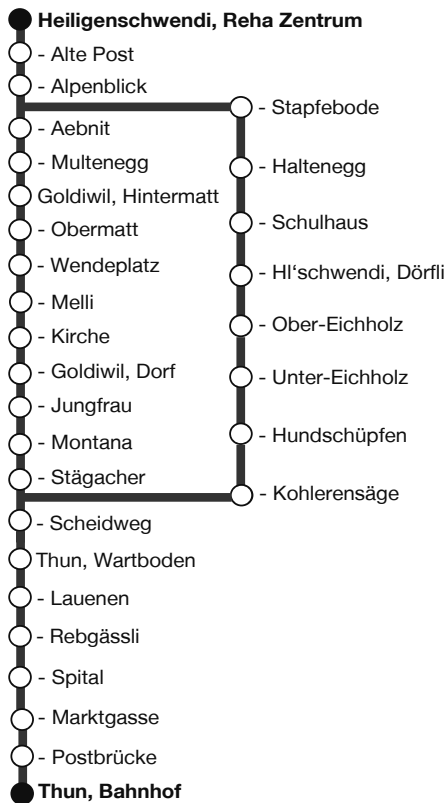 Heiligenschwendi, Reha Zentrum
- Alte Post
- Alpenblick
- Aebnit
- Multenegg
Goldiwil, Hintermatt
- Obermatt
- Wendeplatz
- Melli
- Kirche
- Goldiwil, Dorf
- Jungfrau
- Montana
- Stägacher
- Scheidweg
Thun, Wartboden
- Lauenen
- Rebgässli
- Spital
- Marktgasse
- Postbrücke
Thun, Bahnhof
- Stapfebode
- Haltenegg
- Schulhaus
- Hl‘schwendi, Dörfli
- Ober-Eichholz
- Unter-Eichholz
- Hundschüpfen
- Kohlerensäge